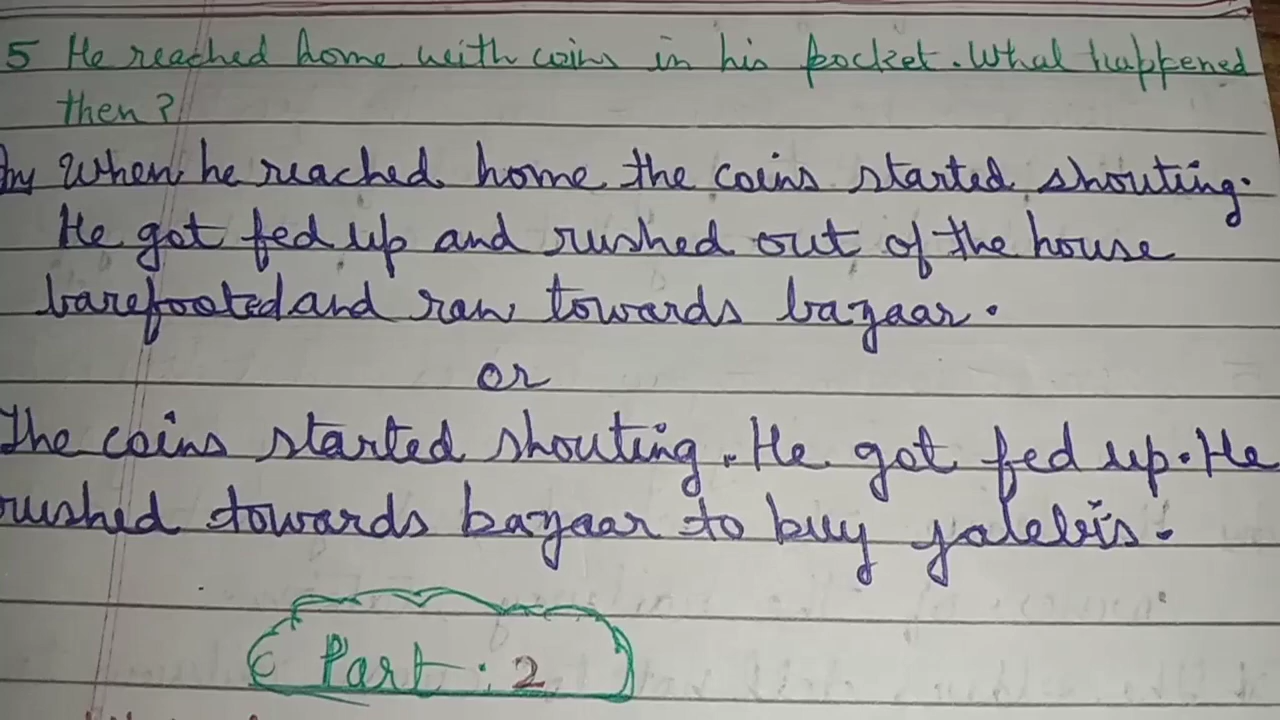 5 He reached home with coins in his pocket. What happened
then?
Ans When he reached home the coins started shouting.
He got fed up and rushed out of the house
barefooted and ran towards bazaar.
or
The coins started shouting. He got fed up. He
rushed towards bazaar to buy jalebis.
Part : 2